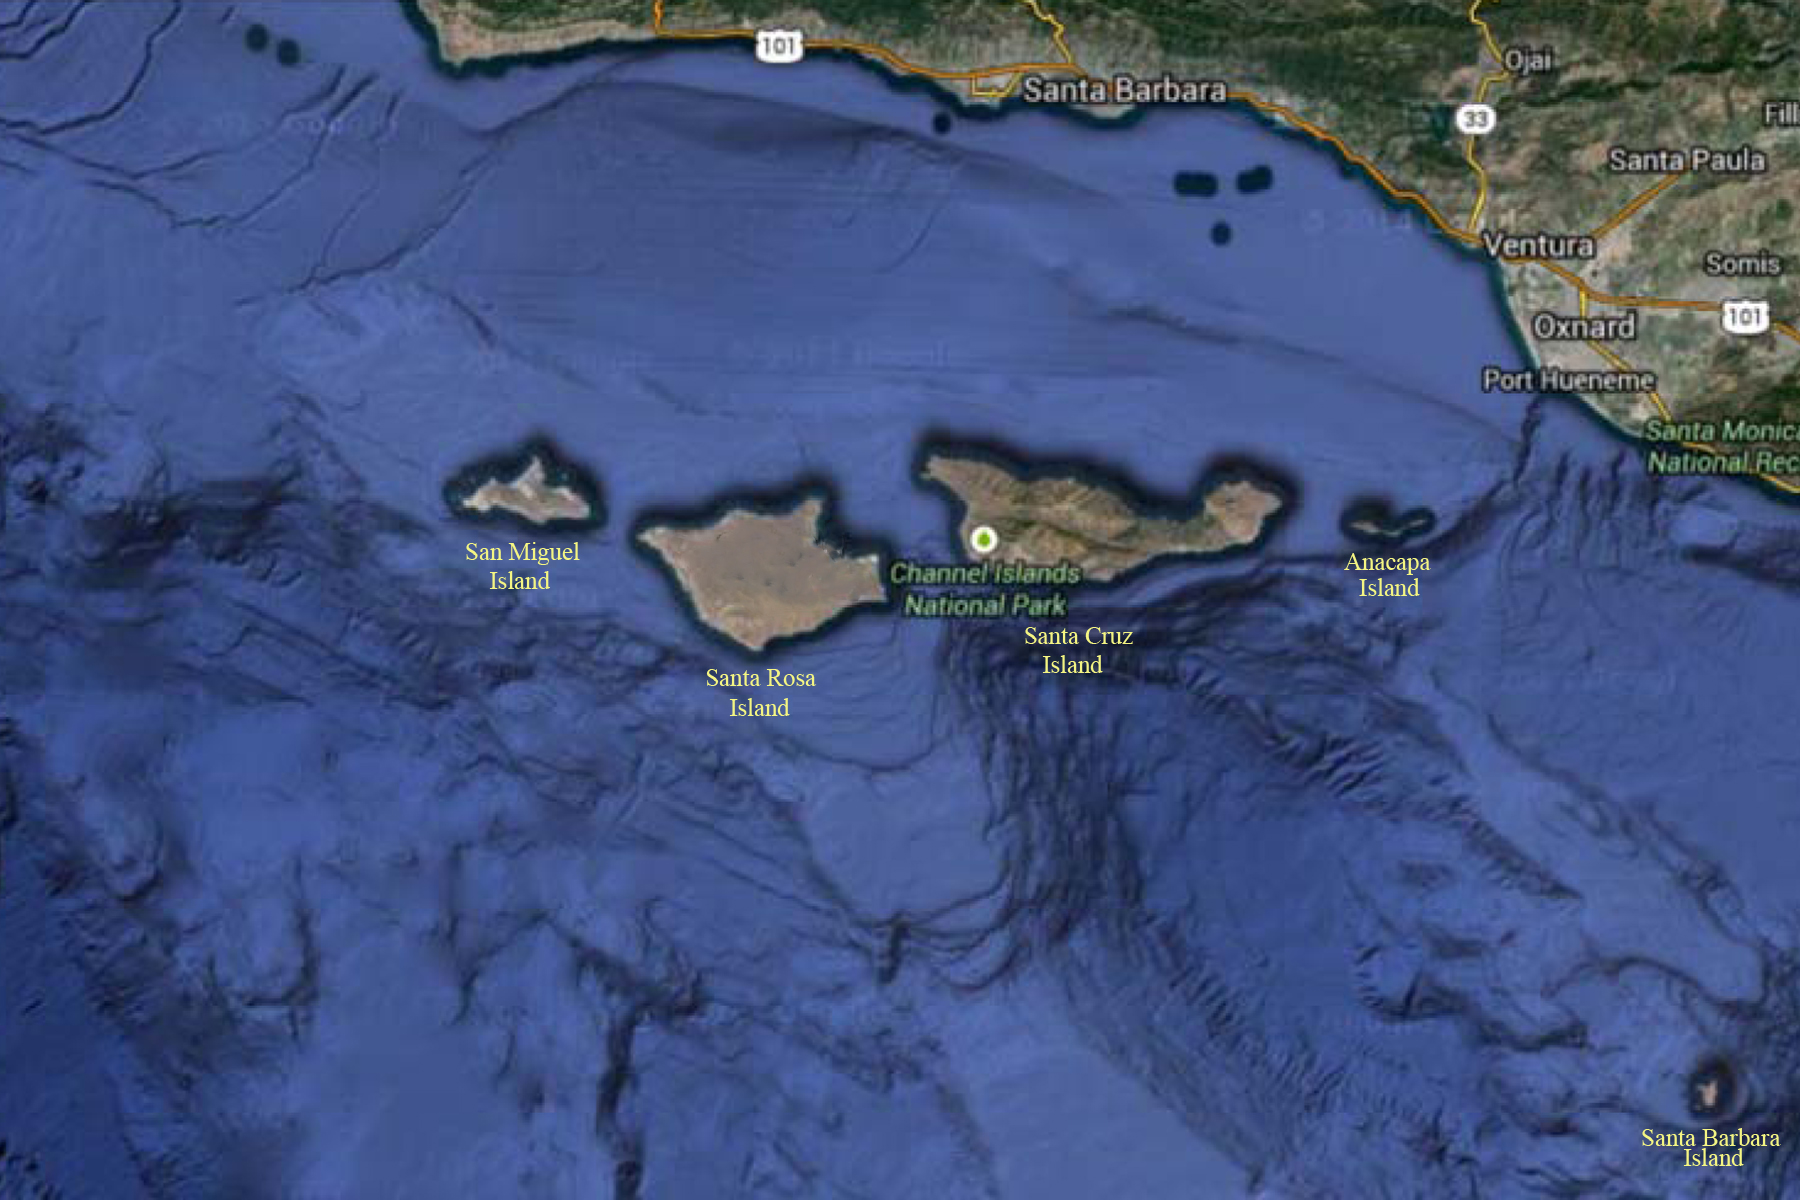 101
Ojai
Santa Barbara
33
Fill
Santa Paula
Ventura
Somis
101
Oxnard
Port Hueneme
Santa Monica
National Rec
San Miguel
Island
Anacapa
Island
Channel Islands
National Park
Santa Cruz
Island
Santa Rosa
Island
Santa Barbara
Island